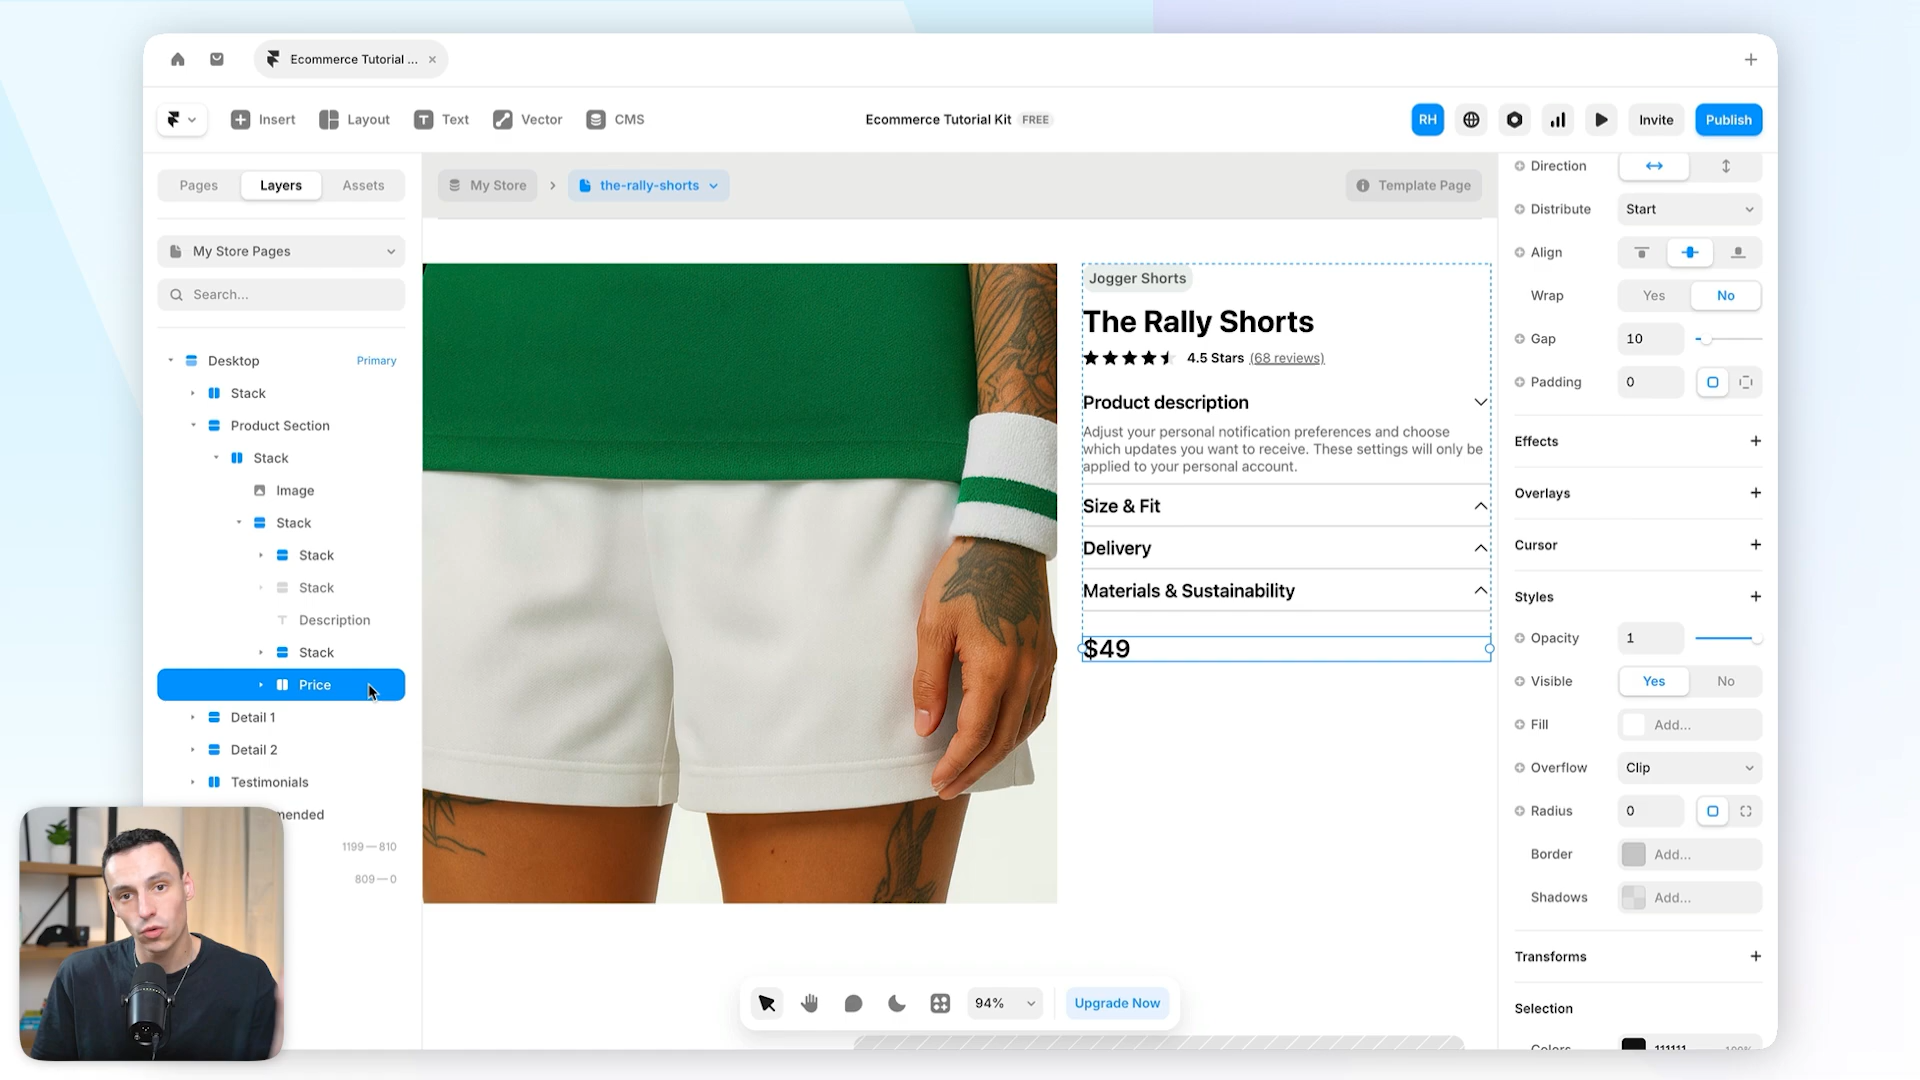 Ecommerce Tutorial ...
Insert
Layout
Text
Vector
CMS
Ecommerce Tutorial Kit FREE
RH
Invite
Publish
Pages
Layers
Assets
My Store Pages
Search...
Desktop Primary
Stack
Product Section
Stack
Image
Stack
Stack
Stack
Description
Stack
Price
Detail 1
Detail 2
Testimonials
1199 — 810
809 — 0
My Store
the-rally-shorts
Template Page
Jogger Shorts
The Rally Shorts
4.5 Stars (68 reviews)
Product description
Adjust your personal notification preferences and choose
which updates you want to receive. These settings will only be
applied to your personal account.
Size & Fit
Delivery
Materials & Sustainability
$49
94%
Upgrade Now
Direction
Distribute Start
Align
Wrap Yes No
Gap 10
Padding 0
Effects
Overlays
Cursor
Styles
Opacity 1
Visible Yes No
Fill Add...
Overflow Clip
Radius 0
Border Add...
Shadows Add...
Transforms
Selection